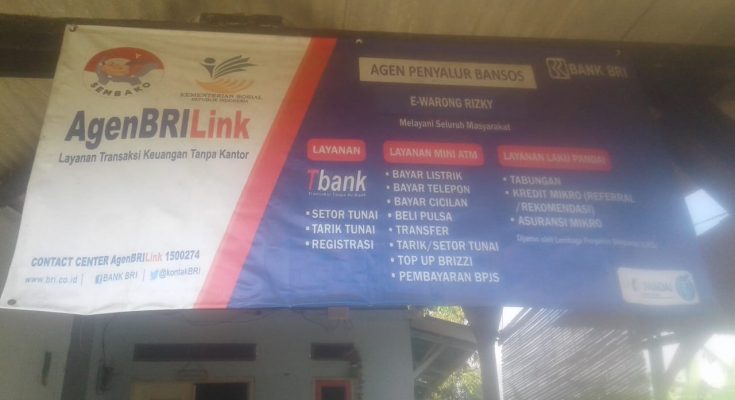 SEMBAKO
KEMENTERIAN SOSIAL
REPUBLIK INDONESIA
AgenBRILink
Layanan Transaksi Keuangan Tanpa Kantor
CONTACT CENTER AgenBRILink 1500274
www.bri.co.id | BANK BRI | @kontakBRI
AGEN PENYALUR BANSOS
BANK BRI
E-WARONG RIZKY
Melayani Seluruh Masyarakat
LAYANAN
Tbank
• SETOR TUNAI
• TARIK TUNAI
• REGISTRASI
LAYANAN MINI ATM
• BAYAR LISTRIK
• BAYAR TELEPON
• BAYAR CICILAN
• BELI PULSA
• TRANSFER
• TARIK/SETOR TUNAI
• TOP UP BRIZZI
• PEMBAYARAN BPJS
LAYANAN LAKU PANDAI
• TABUNGAN
• KREDIT MIKRO (REFERRAL
/REKOMENDASI)
• ASURANSI MIKRO